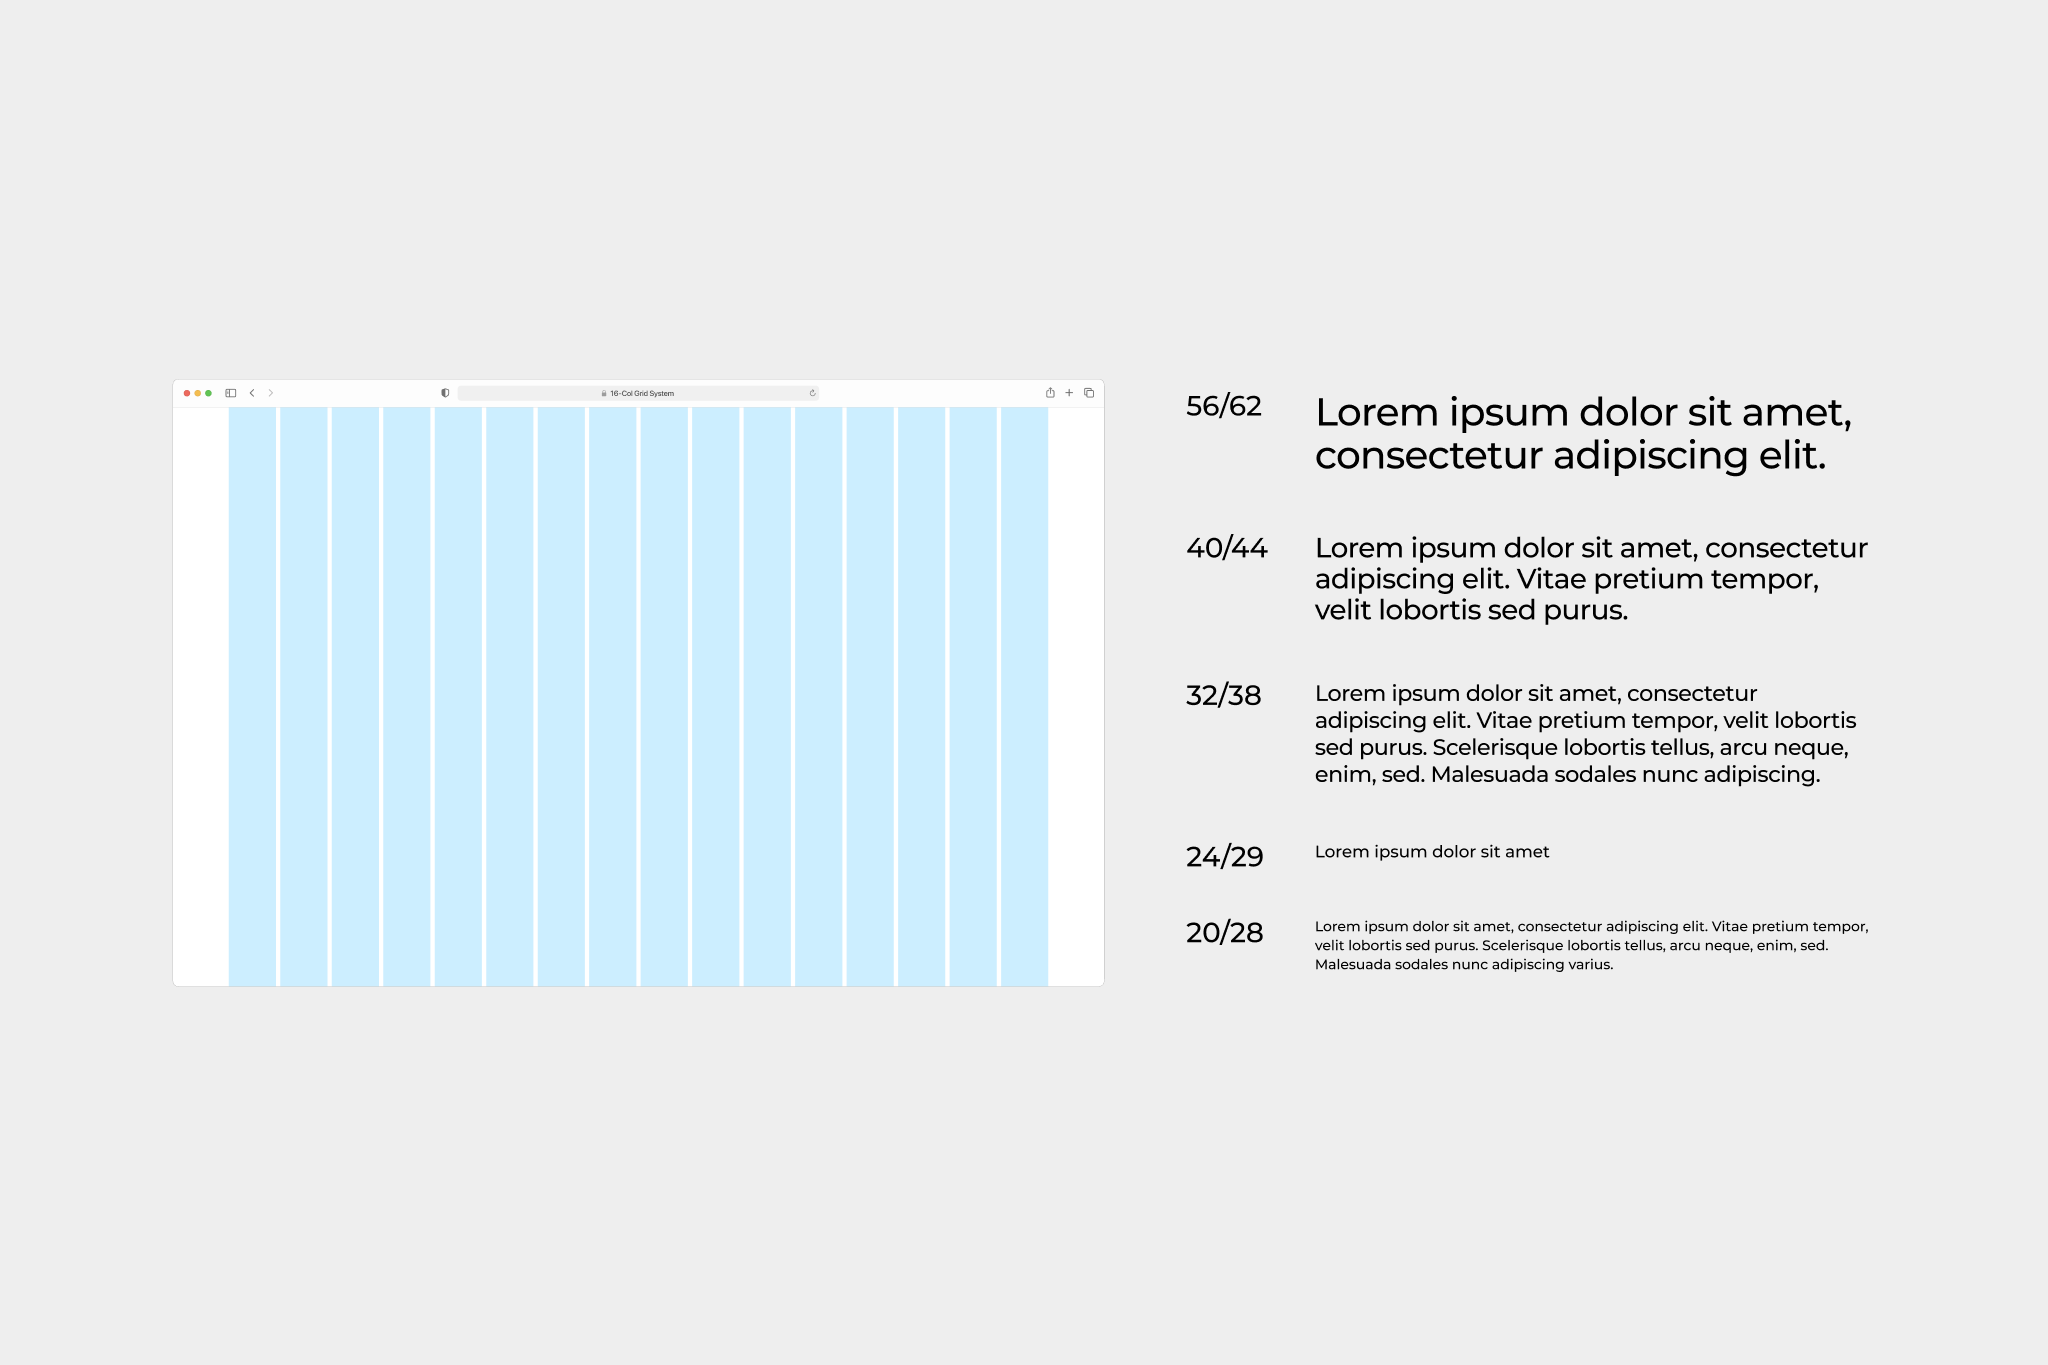 16-Col Grid System
56/62
Lorem ipsum dolor sit amet,
consectetur adipiscing elit.
40/44
Lorem ipsum dolor sit amet, consectetur
adipiscing elit. Vitae pretium tempor,
velit lobortis sed purus.
32/38
Lorem ipsum dolor sit amet, consectetur
adipiscing elit. Vitae pretium tempor, velit lobortis
sed purus. Scelerisque lobortis tellus, arcu neque,
enim, sed. Malesuada sodales nunc adipiscing.
24/29
Lorem ipsum dolor sit amet
20/28
Lorem ipsum dolor sit amet, consectetur adipiscing elit. Vitae pretium tempor,
velit lobortis sed purus. Scelerisque lobortis tellus, arcu neque, enim, sed.
Malesuada sodales nunc adipiscing varius.